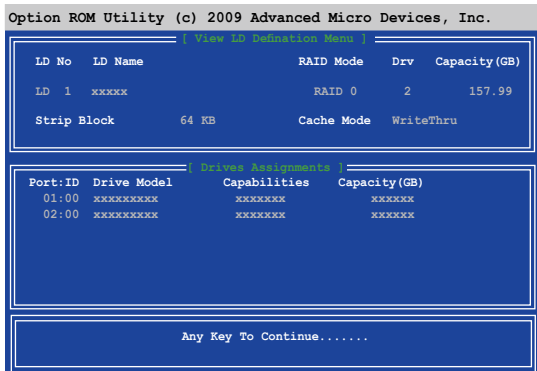 Option ROM Utility (c) 2009 Advanced Micro Devices, Inc.
[ View LD Defination Menu ]
LD No LD Name RAID Mode Drv Capacity(GB)
LD 1 xxxxx RAID 0 2 157.99
Strip Block 64 KB Cache Mode WriteThru
[ Drives Assignments ]
Port:ID Drive Model Capabilities Capacity(GB)
01:00 xxxxxxxxx xxxxxxx xxxxxx
02:00 xxxxxxxxx xxxxxxx xxxxxx
Any Key To Continue.......